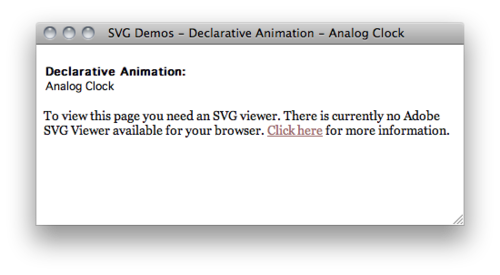 SVG Demos - Declarative Animation - Analog Clock
Declarative Animation:
Analog Clock
To view this page you need an SVG viewer. There is currently no Adobe
SVG Viewer available for your browser. Click here for more information.